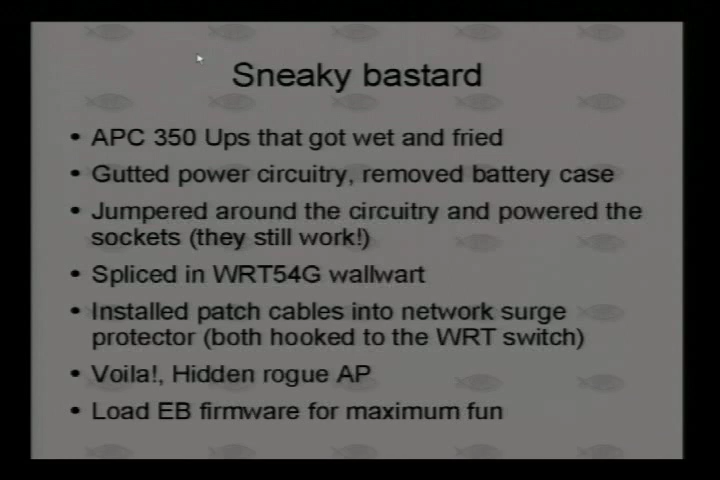 Sneaky bastard
• APC 350 Ups that got wet and fried
• Gutted power circuitry, removed battery case
• Jumpered around the circuitry and powered the
sockets (they still work!)
• Spliced in WRT54G wallwart
• Installed patch cables into network surge
protector (both hooked to the WRT switch)
• Voila!, Hidden rogue AP
• Load EB firmware for maximum fun